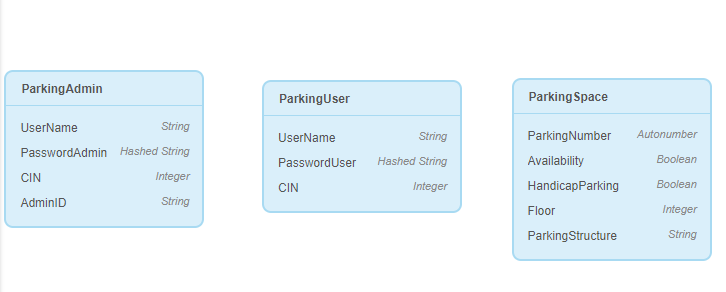 ParkingAdmin
UserName String
PasswordAdmin Hashed String
CIN Integer
AdminID String
ParkingUser
UserName String
PasswordUser Hashed String
CIN Integer
ParkingSpace
ParkingNumber Autonumber
Availability Boolean
HandicapParking Boolean
Floor Integer
ParkingStructure String